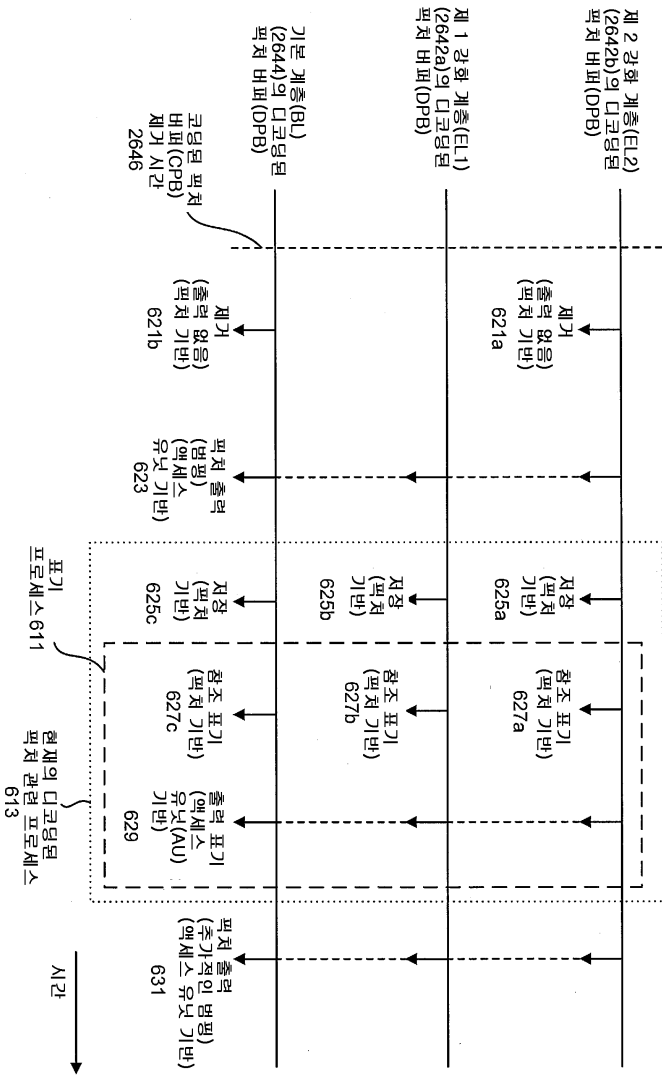 제 2 강화 계층(EL2)
(2642b)의 디코딩된
픽처 버퍼(DPB)
제 1 강화 계층(EL1)
(2642a)의 디코딩된
픽처 버퍼(DPB)
기본 계층(BL)
(2644)의 디코딩된
픽처 버퍼(DPB)
코딩된 픽처
버퍼(CPB)
제거 시간
2646
제거
(출력 없음)
(픽처 기반)
621a
제거
(출력 없음)
(픽처 기반)
621b
픽처 출력
(범핑)
(액세스
유닛 기반)
623
저장
(픽처
기반)
625a
저장
(픽처
기반)
625b
저장
(픽처
기반)
625c
참조 표기
(픽처 기반)
627a
참조 표기
(픽처 기반)
627b
참조 표기
(픽처 기반)
627c
출력 표기
(액세스
유닛(AU)
기반)
629
픽처 출력
(추가적인 범핑)
(액세스 유닛 기반)
631
표기
프로세스 611
현재의 디코딩된
픽처 관련 프로세스
613
시간